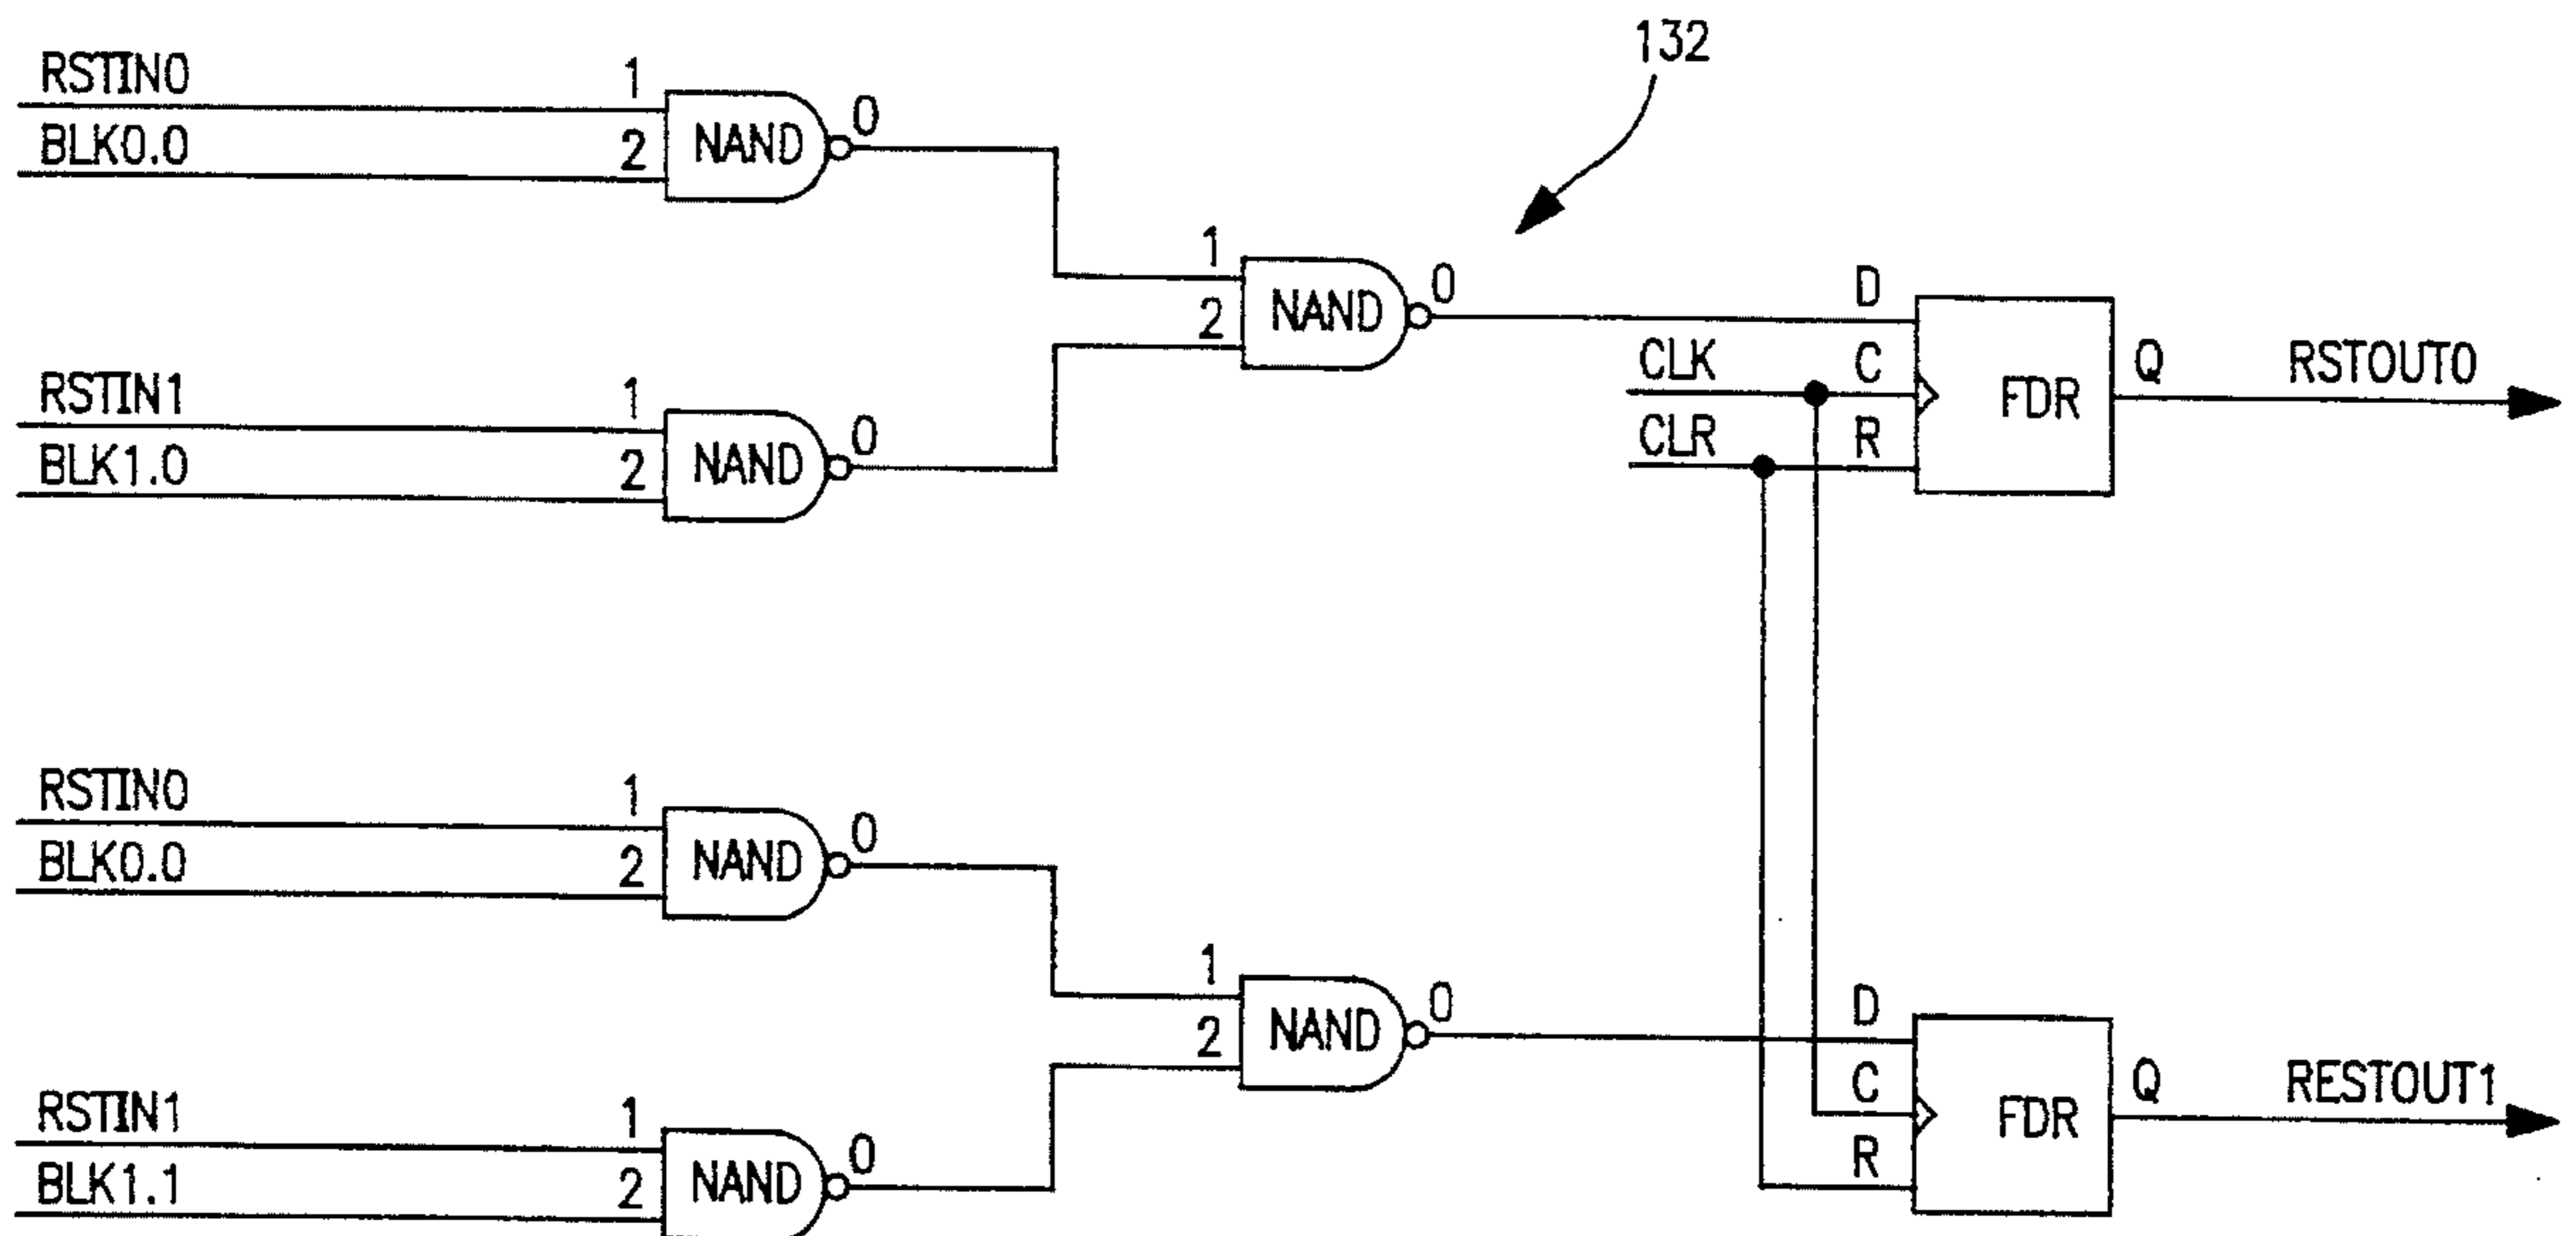 132
RSTIN0 1
BLK0.0 2 NAND 0
1 0
2 NAND
D
RSTIN1 1
BLK1.0 2 NAND 0
CLK C
CLR R
FDR Q RSTOUT0
RSTIN0 1
BLK0.0 2 NAND 0
1 0
2 NAND
D
C
R
FDR Q RESTOUT1
RSTIN1 1
BLK1.1 2 NAND 0